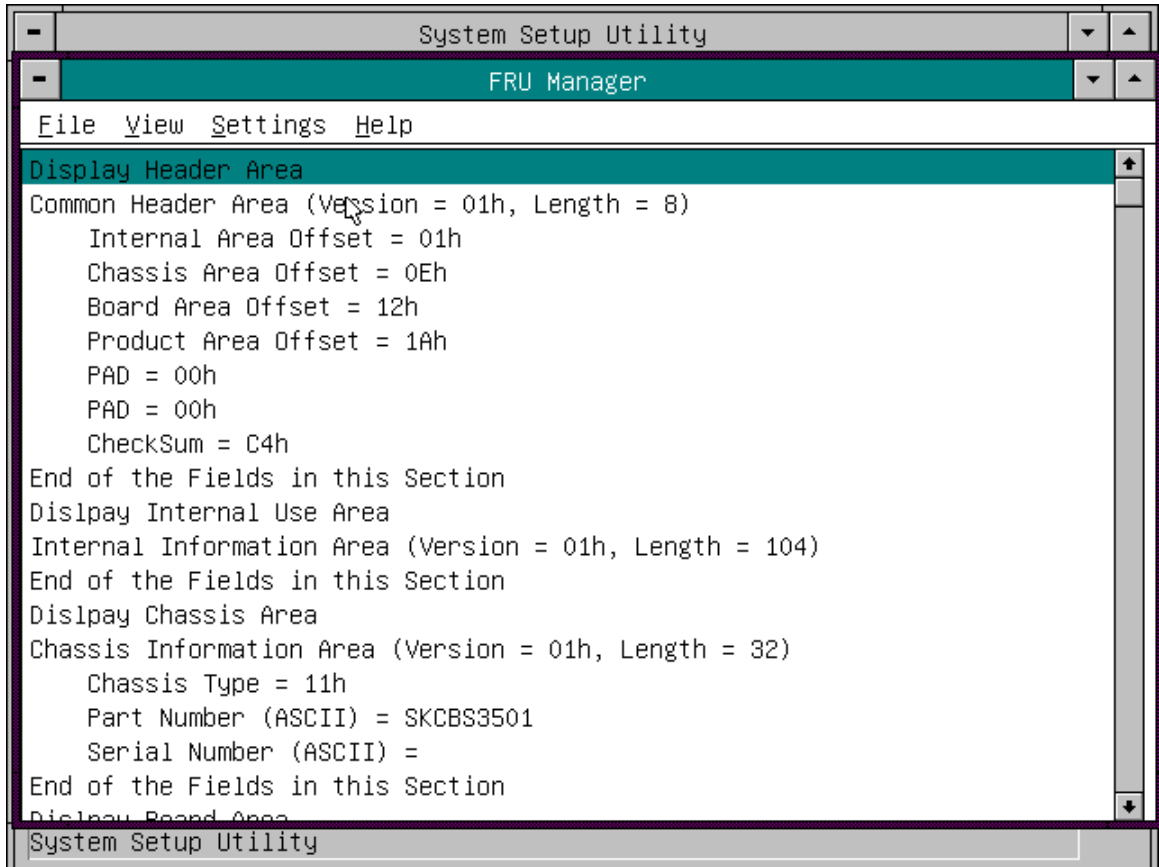 System Setup Utility
FRU Manager
File View Settings Help
Display Header Area
Common Header Area (Version = 01h, Length = 8)
Internal Area Offset = 01h
Chassis Area Offset = 0Eh
Board Area Offset = 12h
Product Area Offset = 1Ah
PAD = 00h
PAD = 00h
CheckSum = C4h
End of the Fields in this Section
Dislpay Internal Use Area
Internal Information Area (Version = 01h, Length = 104)
End of the Fields in this Section
Dislpay Chassis Area
Chassis Information Area (Version = 01h, Length = 32)
Chassis Type = 11h
Part Number (ASCII) = SKCBS3501
Serial Number (ASCII) =
End of the Fields in this Section
Dislpay Board Area
System Setup Utility